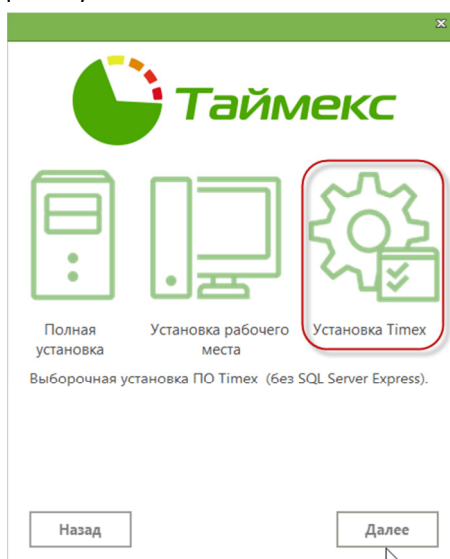 Таймекс
Полная
установка
Установка рабочего
места
Установка Timex
Выборочная установка ПО Timex (без SQL Server Express).
Назад
Далее